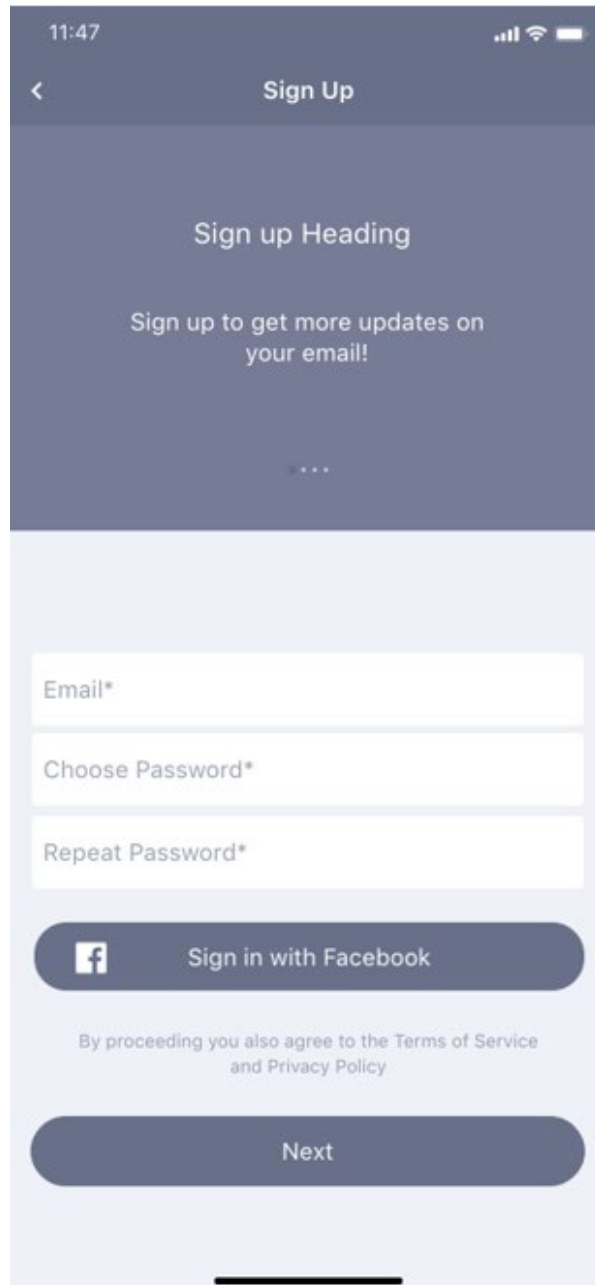 11:47
Sign Up
Sign up Heading
Sign up to get more updates on
your email!
Email*
Choose Password*
Repeat Password*
Sign in with Facebook
By proceeding you also agree to the Terms of Service
and Privacy Policy
Next